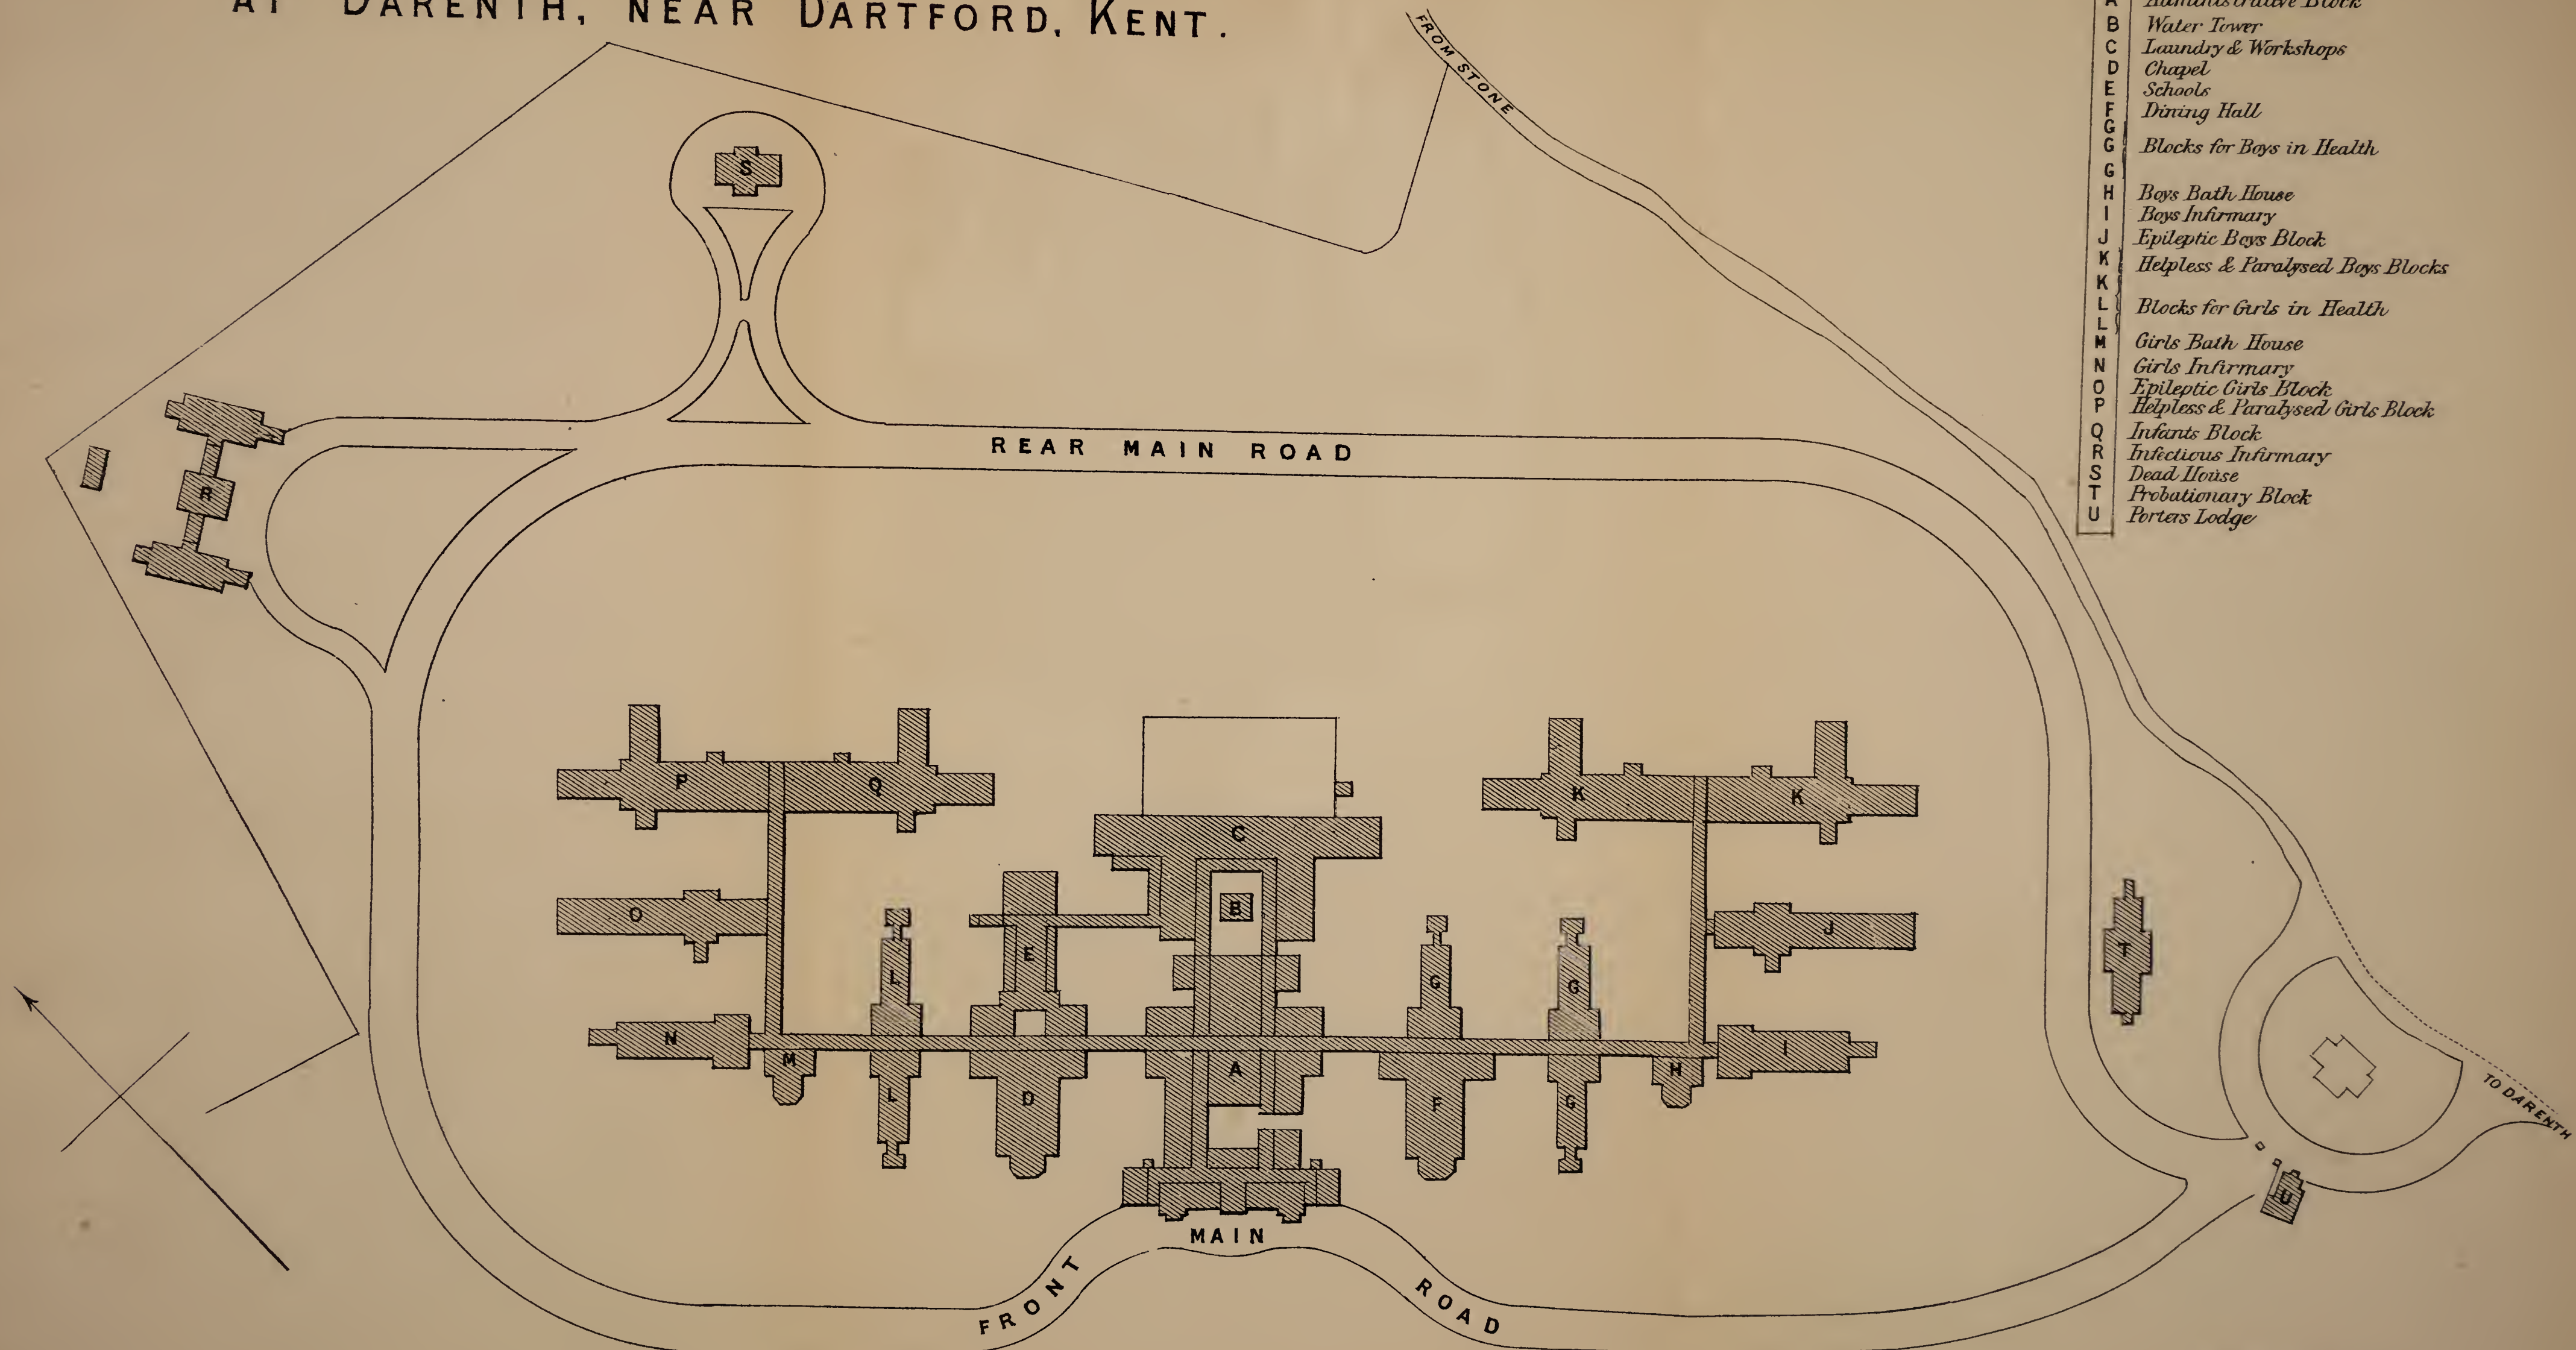 AT DARENTH, NEAR DARTFORD, KENT.
FROM STONE
A Administrative Block
B Water Tower
C Laundry & Workshops
D Chapel
E Schools
F Dining Hall
G
G Blocks for Boys in Health
G
H Boys Bath House
I Boys Infirmary
J Epileptic Boys Block
K Helpless & Paralysed Boys Blocks
K
L Blocks for Girls in Health
L
M Girls Bath House
N Girls Infirmary
O Epileptic Girls Block
P Helpless & Paralysed Girls Block
Q Infants Block
R Infectious Infirmary
S Dead House
T Probationary Block
U Porters Lodge
S
REAR MAIN ROAD
R
P Q
K K
C
O
B
J
L
E
G
G
T
N
M
A
H
I
L
D
F
G
TO DARENTH
U
FRONT MAIN ROAD